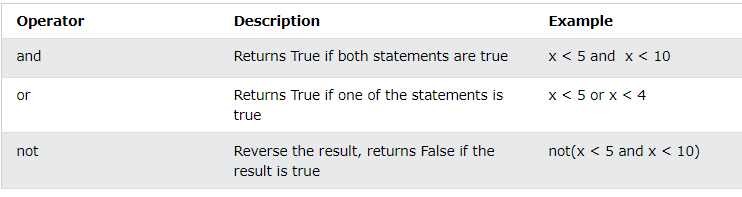 Operator Description Example
and Returns True if both statements are true x < 5 and  x < 10
or Returns True if one of the statements is x < 5 or x < 4
true
not Reverse the result, returns False if the not(x < 5 and x < 10)
result is true